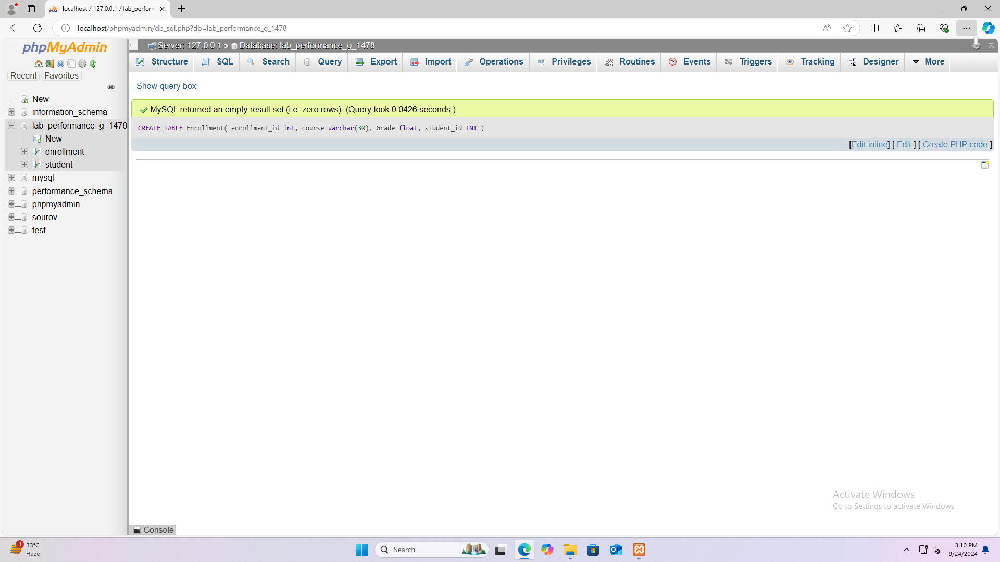 localhost / 127.0.0.1 / lab_perform
localhost/phpmyadmin/db_sql.php?db=lab_performance_g_1478
phpMyAdmin
Recent Favorites
New
information_schema
lab_performance_g_1478
New
enrollment
student
mysql
performance_schema
phpmyadmin
sourov
test
Server: 127.0.0.1 » Database: lab_performance_g_1478
Structure SQL Search Query Export Import Operations Privileges Routines Events Triggers Tracking Designer More
Show query box
MySQL returned an empty result set (i.e. zero rows). (Query took 0.0426 seconds.)
CREATE TABLE Enrollment( enrollment_id int, course varchar(30), Grade float, student_id INT )
[Edit inline] [ Edit ] [ Create PHP code ]
Activate Windows
Go to Settings to activate Windows.
Console
1
33°C
Haze
Search
3:10 PM
9/24/2024